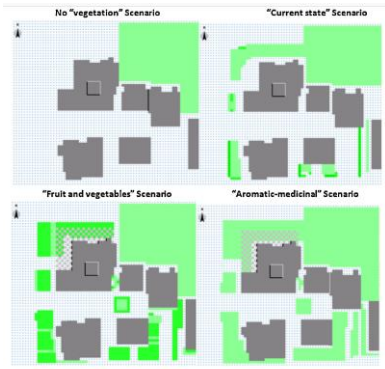 No “vegetation” Scenario
“Current state” Scenario
“Fruit and vegetables” Scenario
“Aromatic-medicinal” Scenario